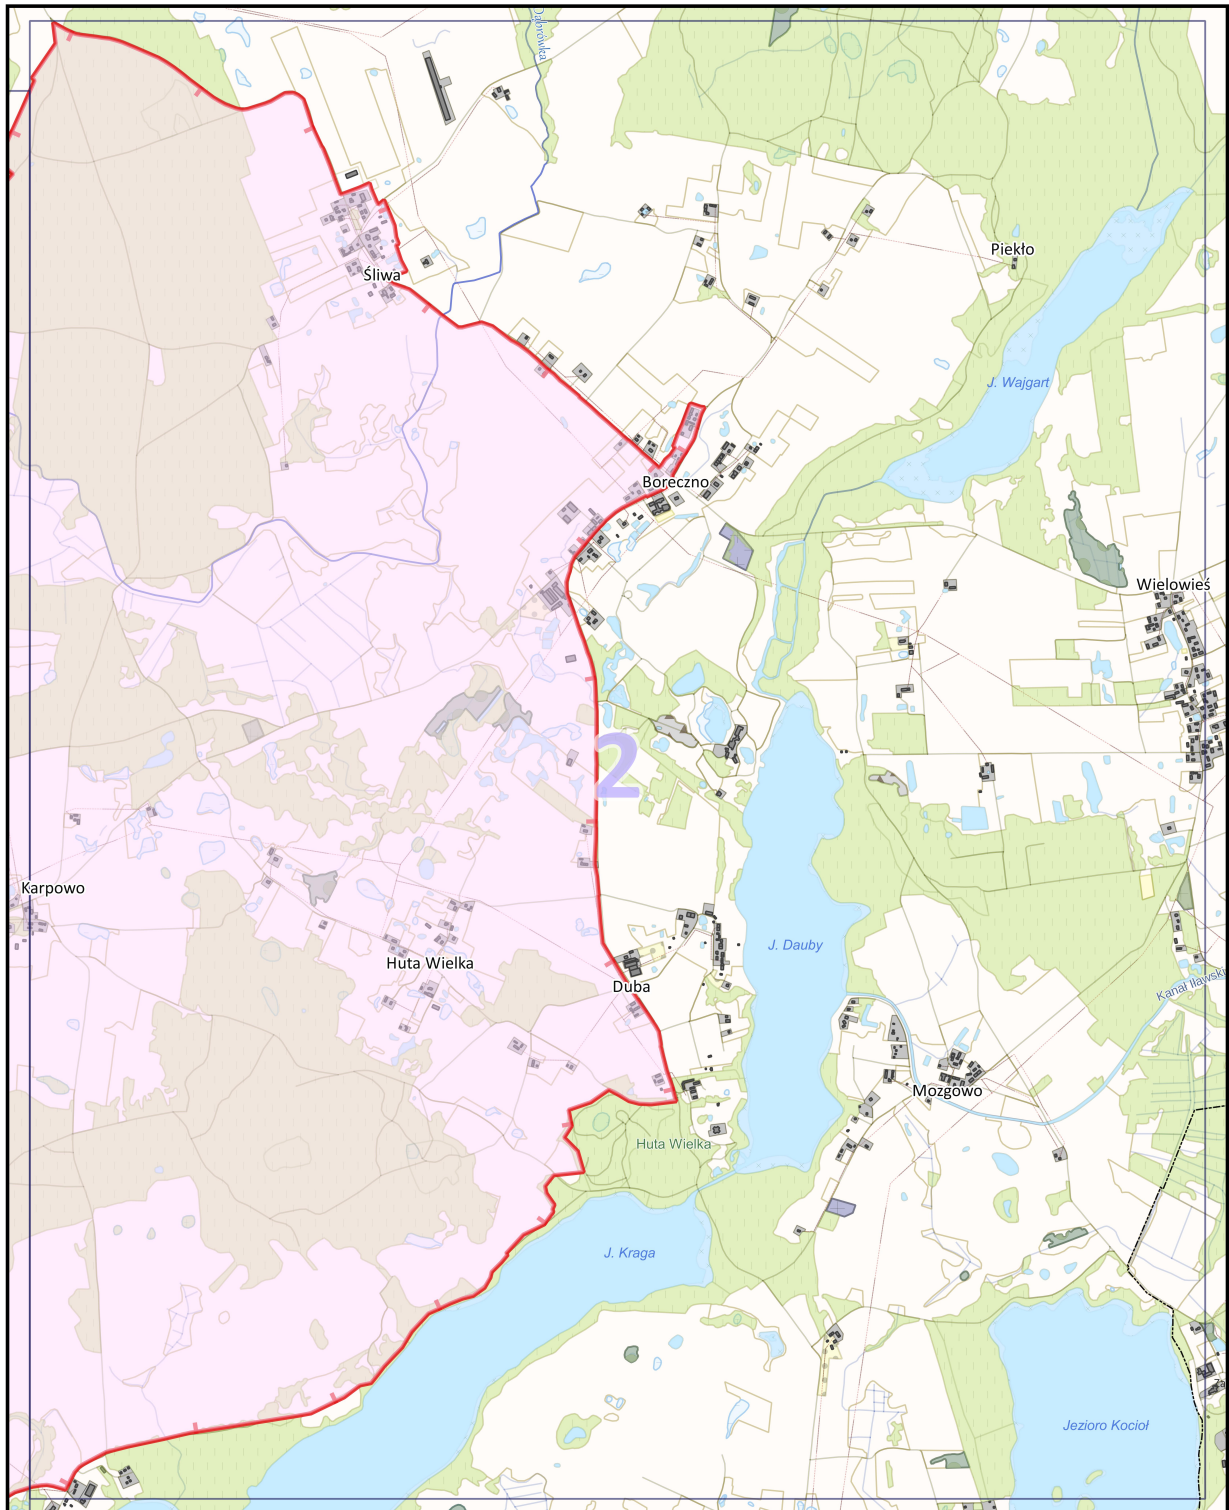 Dąbrówka
Piekło
Śliwa
J. Wajgart
Boreczno
Wielowieś
2
Karpowo
J. Dauby
Huta Wielka
Duba
Kanał Iławski
Mozgowo
Huta Wielka
J. Kraga
Jezioro Kocioł